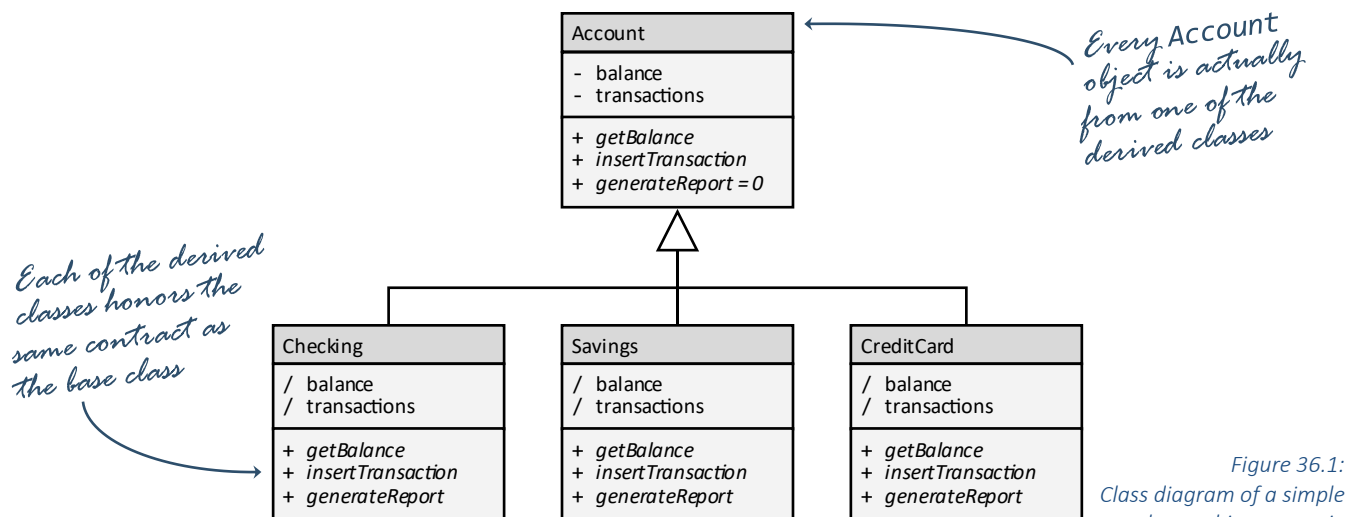 Account
- balance
- transactions
+ getBalance
+ insertTransaction
+ generateReport = 0
Every Account
object is actually
from one of the
derived classes
Each of the derived
classes honors the
same contract as
the base class
Checking
/ balance
/ transactions
+ getBalance
+ insertTransaction
+ generateReport
Savings
/ balance
/ transactions
+ getBalance
+ insertTransaction
+ generateReport
CreditCard
/ balance
/ transactions
+ getBalance
+ insertTransaction
+ generateReport
Figure 36.1:
Class diagram of a simple